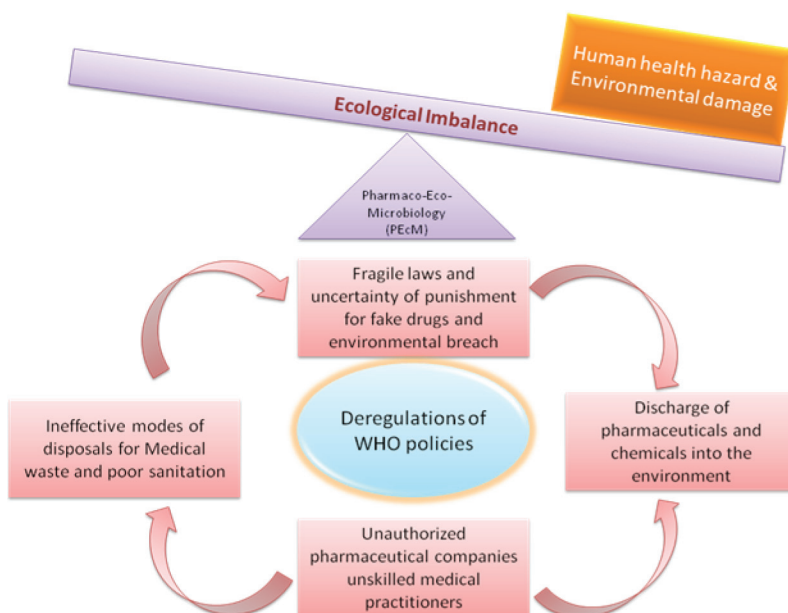 Human health hazard &
Environmental damage
Ecological Imbalance
Pharmaco-Eco-
Microbiology
(PEcM)
Fragile laws and
uncertainty of punishment
for fake drugs and
environmental breach
Ineffective modes of
disposals for Medical
waste and poor sanitation
Deregulations of
WHO policies
Discharge of
pharmaceuticals and
chemicals into the
environment
Unauthorized
pharmaceutical companies
unskilled medical
practitioners